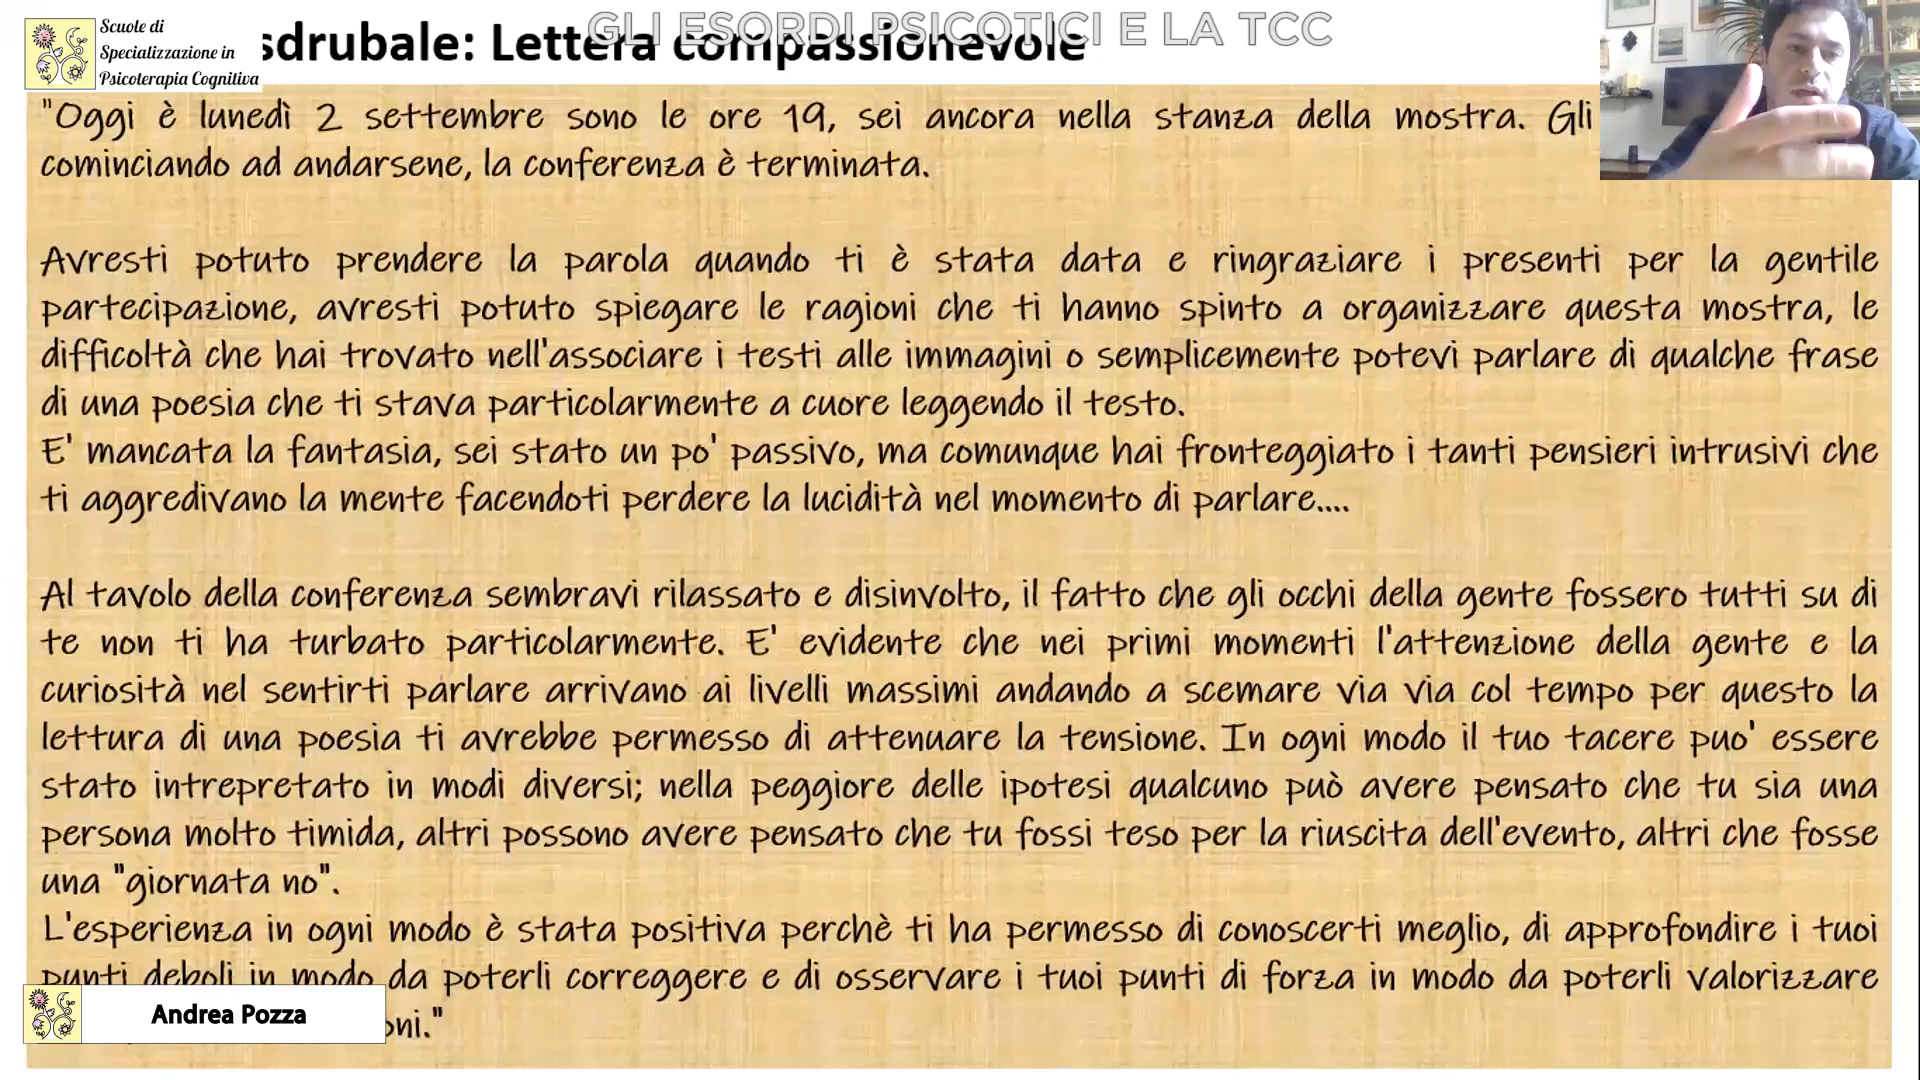 Scuole di
Specializzazione in
Psicoterapia Cognitiva
sdrubale: Lettera compassionevole
GLI ESORDI PSICOTICI E LA TCC
"Oggi è lunedì 2 settembre sono le ore 19, sei ancora nella stanza della mostra. Gli
cominciando ad andarsene, la conferenza è terminata.
Avresti potuto prendere la parola quando ti è stata data e ringraziare i presenti per la gentile
partecipazione, avresti potuto spiegare le ragioni che ti hanno spinto a organizzare questa mostra, le
difficoltà che hai trovato nell'associare i testi alle immagini o semplicemente potevi parlare di qualche frase
di una poesia che ti stava particolarmente a cuore leggendo il testo.
E' mancata la fantasia, sei stato un po' passivo, ma comunque hai fronteggiato i tanti pensieri intrusivi che
ti aggredivano la mente facendoti perdere la lucidità nel momento di parlare....
Al tavolo della conferenza sembravi rilassato e disinvolto, il fatto che gli occhi della gente fossero tutti su di
te non ti ha turbato particolarmente. E' evidente che nei primi momenti l'attenzione della gente e la
curiosità nel sentirti parlare arrivano ai livelli massimi andando a scemare via via col tempo per questo la
lettura di una poesia ti avrebbe permesso di attenuare la tensione. In ogni modo il tuo tacere puo' essere
stato intrepretato in modi diversi; nella peggiore delle ipotesi qualcuno può avere pensato che tu sia una
persona molto timida, altri possono avere pensato che tu fossi teso per la riuscita dell'evento, altri che fosse
una "giornata no".
L'esperienza in ogni modo è stata positiva perchè ti ha permesso di conoscerti meglio, di approfondire i tuoi
punti deboli in modo da poterli correggere e di osservare i tuoi punti di forza in modo da poterli valorizzare
oni."
Andrea Pozza